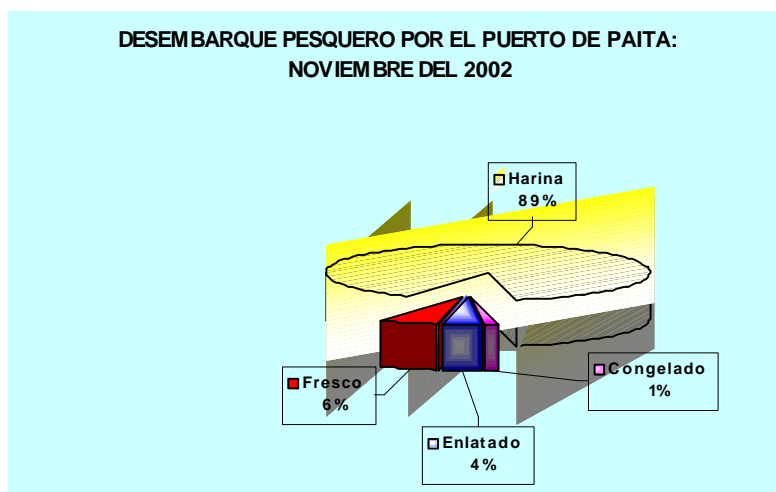 DESEMBARQUE PESQUERO POR EL PUERTO DE PAITA:
NOVIEMBRE DEL 2002
Harina
89%
Fresco
6%
Congelado
1%
Enlatado
4%